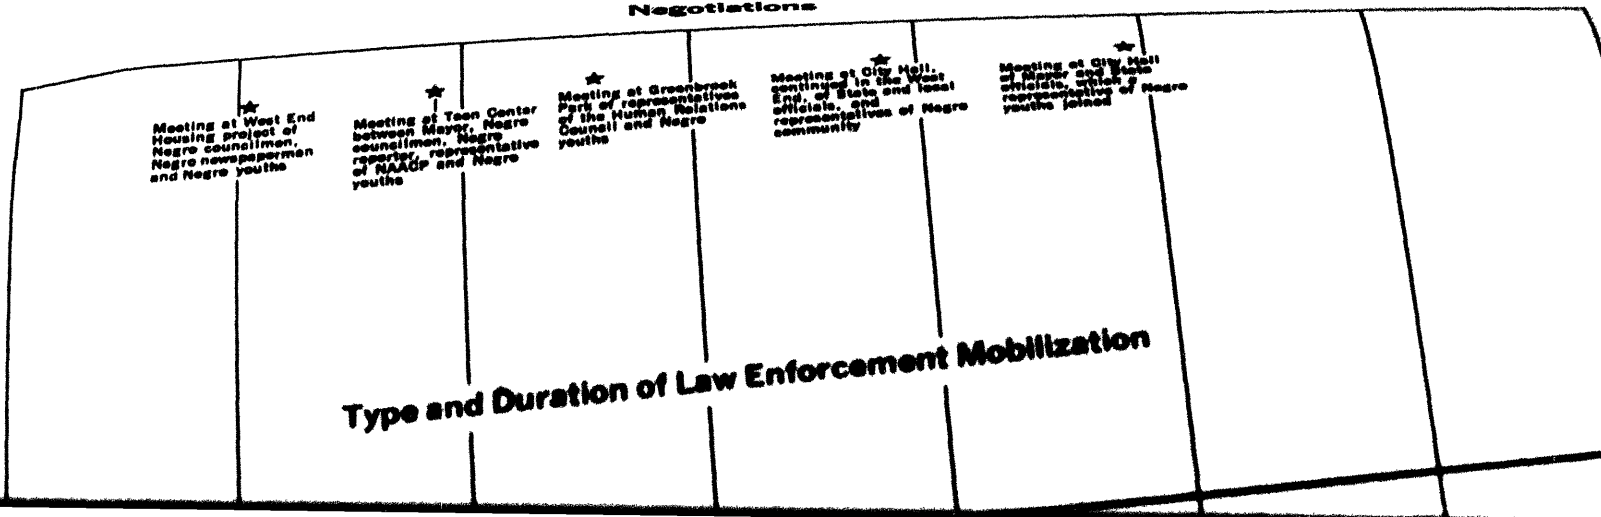 Negotiations
Meeting at West End
Housing project of
Negro councilmen,
Negro newspaperman
and Negro youths
Meeting at Teen Center
between Mayor, Negro
councilmen, Negro
reporter, representative
of NAACP and Negro
youths
Meeting at Greenbrook
Park of representatives
of the Human Relations
Council and Negro
youths
Meeting at City Hall,
continued in the West
End, of State and local
officials, and
representatives of Negro
community
Meeting at City Hall
of Mayor and State
officials, which a
representative of Negro
youths joined
Type and Duration of Law Enforcement Mobilization